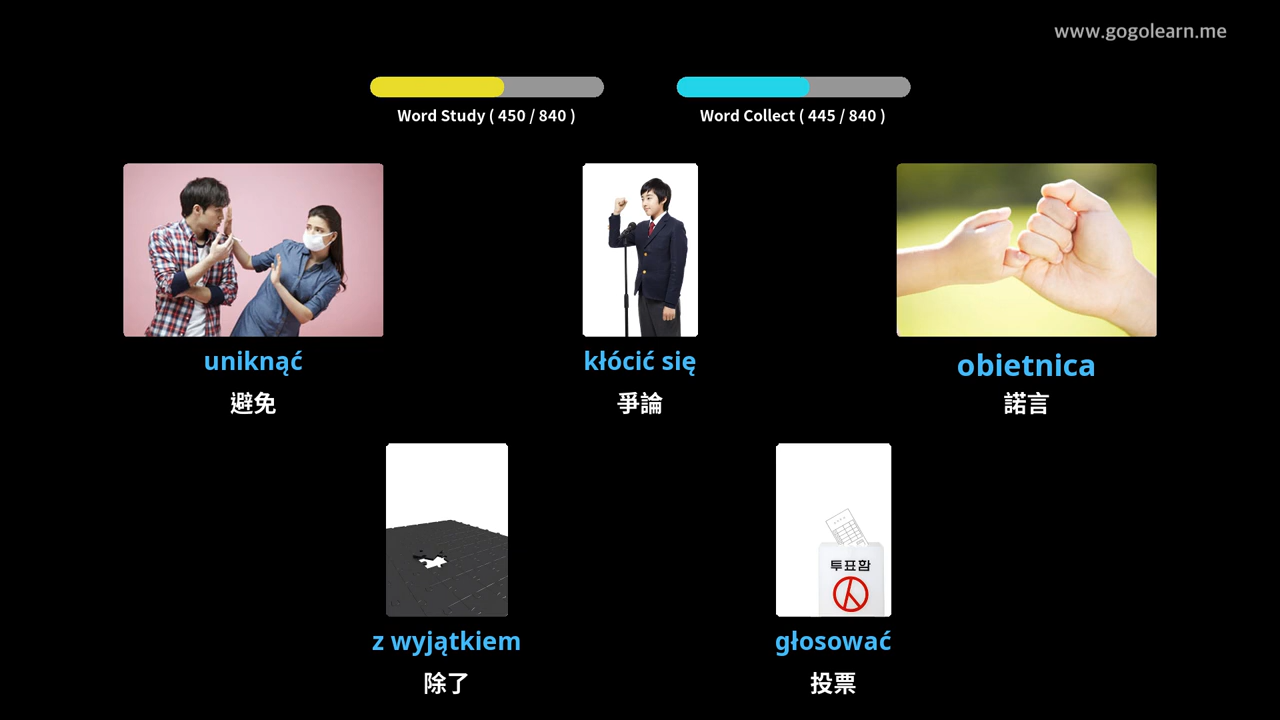 www.gogolearn.me
Word Study ( 450 / 840 )
Word Collect ( 445 / 840 )
uniknąć
避免
kłócić się
爭論
obietnica
諾言
z wyjątkiem
除了
투표함
głosować
投票